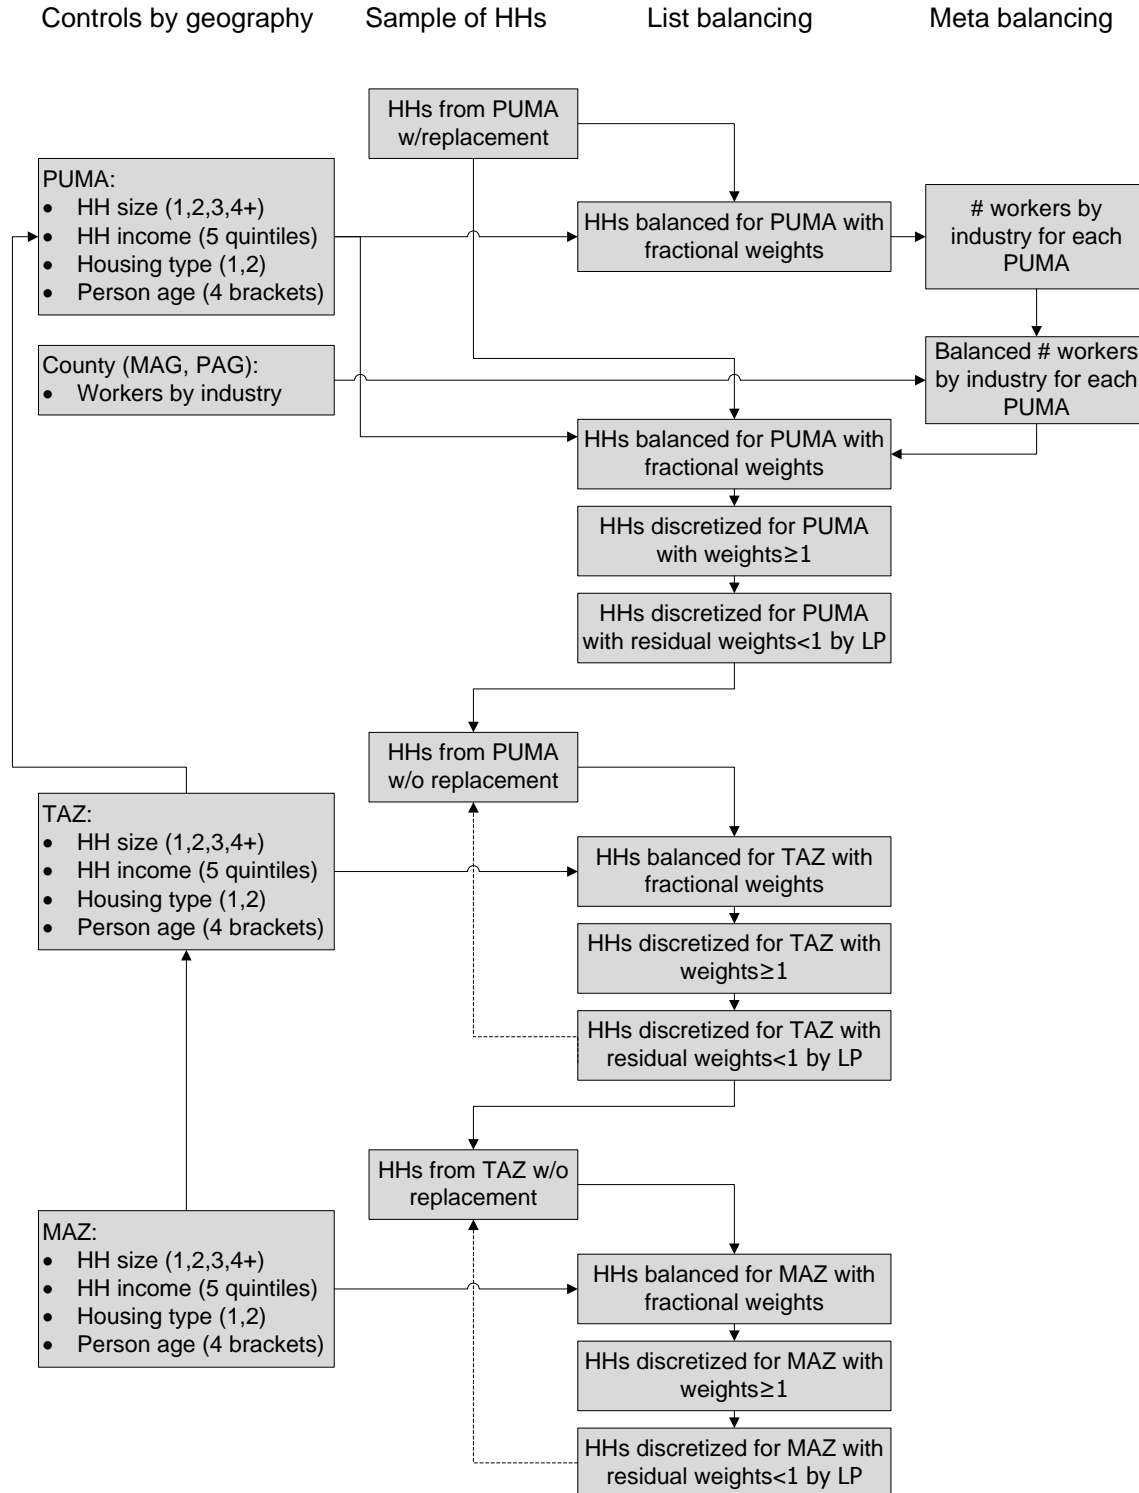 Controls by geography
Sample of HHs
List balancing
Meta balancing
HHs from PUMA
w/replacement
PUMA:
• HH size (1,2,3,4+)
• HH income (5 quintiles)
• Housing type (1,2)
• Person age (4 brackets)
HHs balanced for PUMA with
fractional weights
# workers by
industry for each
PUMA
County (MAG, PAG):
• Workers by industry
Balanced # workers
by industry for each
PUMA
HHs balanced for PUMA with
fractional weights
HHs discretized for PUMA
with weights≥1
HHs discretized for PUMA
with residual weights<1 by LP
HHs from PUMA
w/o replacement
TAZ:
• HH size (1,2,3,4+)
• HH income (5 quintiles)
• Housing type (1,2)
• Person age (4 brackets)
HHs balanced for TAZ with
fractional weights
HHs discretized for TAZ with
weights≥1
HHs discretized for TAZ with
residual weights<1 by LP
HHs from TAZ w/o
replacement
MAZ:
• HH size (1,2,3,4+)
• HH income (5 quintiles)
• Housing type (1,2)
• Person age (4 brackets)
HHs balanced for MAZ with
fractional weights
HHs discretized for MAZ with
weights≥1
HHs discretized for MAZ with
residual weights<1 by LP